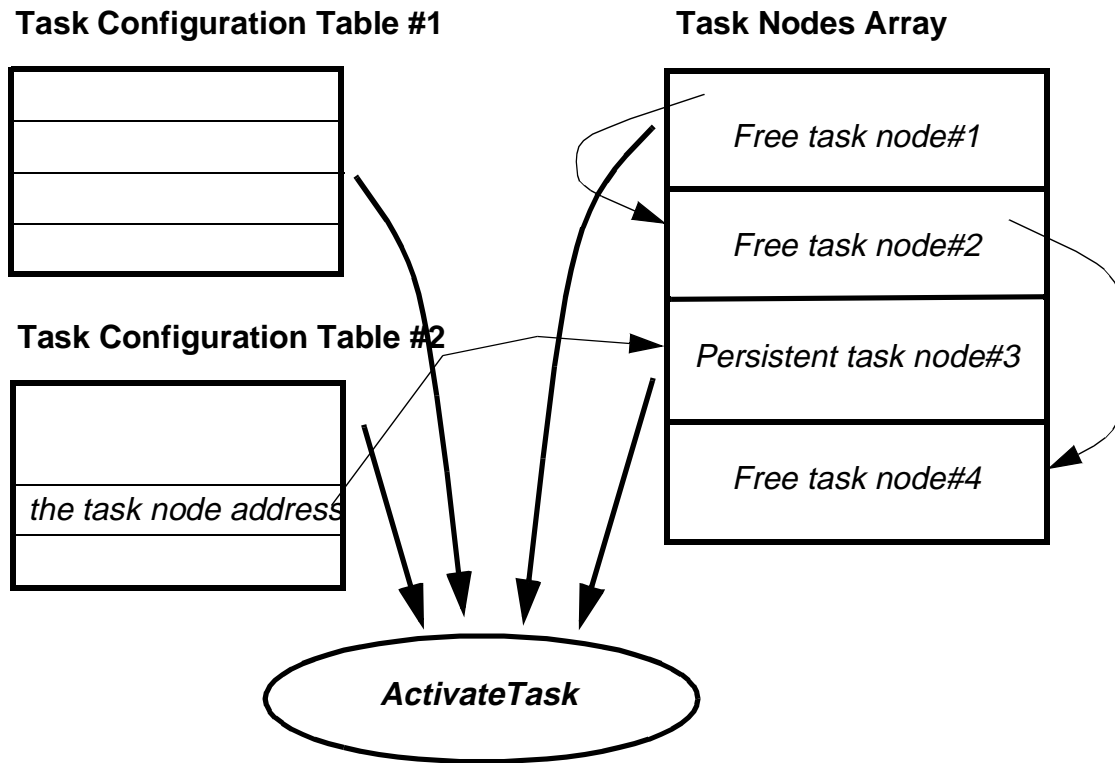 Task Configuration Table #1
Task Nodes Array
Free task node#1
Free task node#2
Task Configuration Table #2
Persistent task node#3
the task node address
Free task node#4
ActivateTask